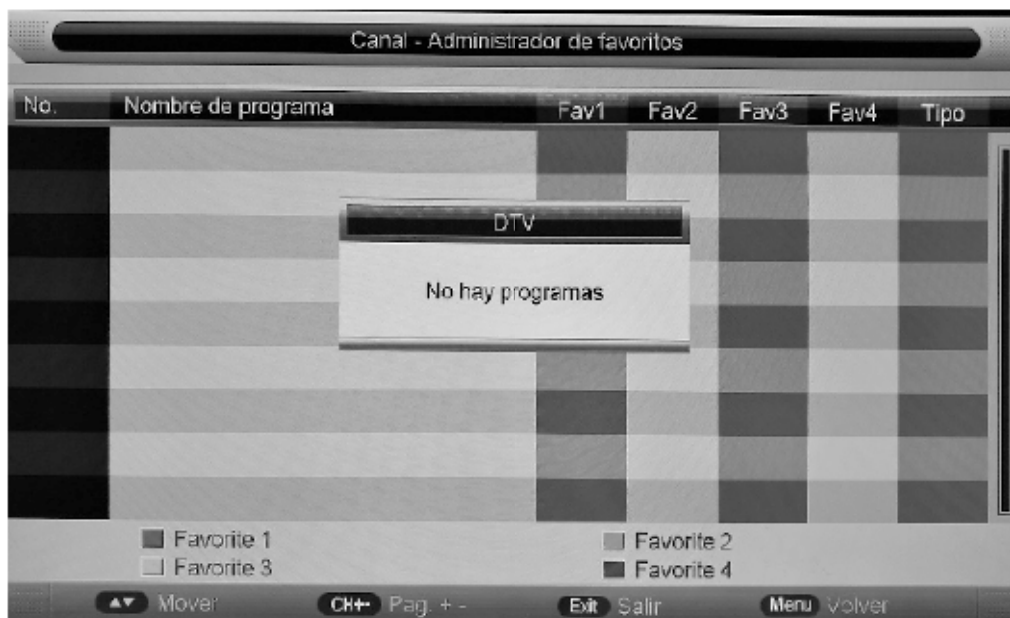 Canal - Administrador de favoritos
No. Nombre de programa Fav1 Fav2 Fav3 Fav4 Tipo
DTV
No hay programas
Favorite 1 Favorite 2
Favorite 3 Favorite 4
Mover CH+- Pag. + - Exit Salir Menu Volver